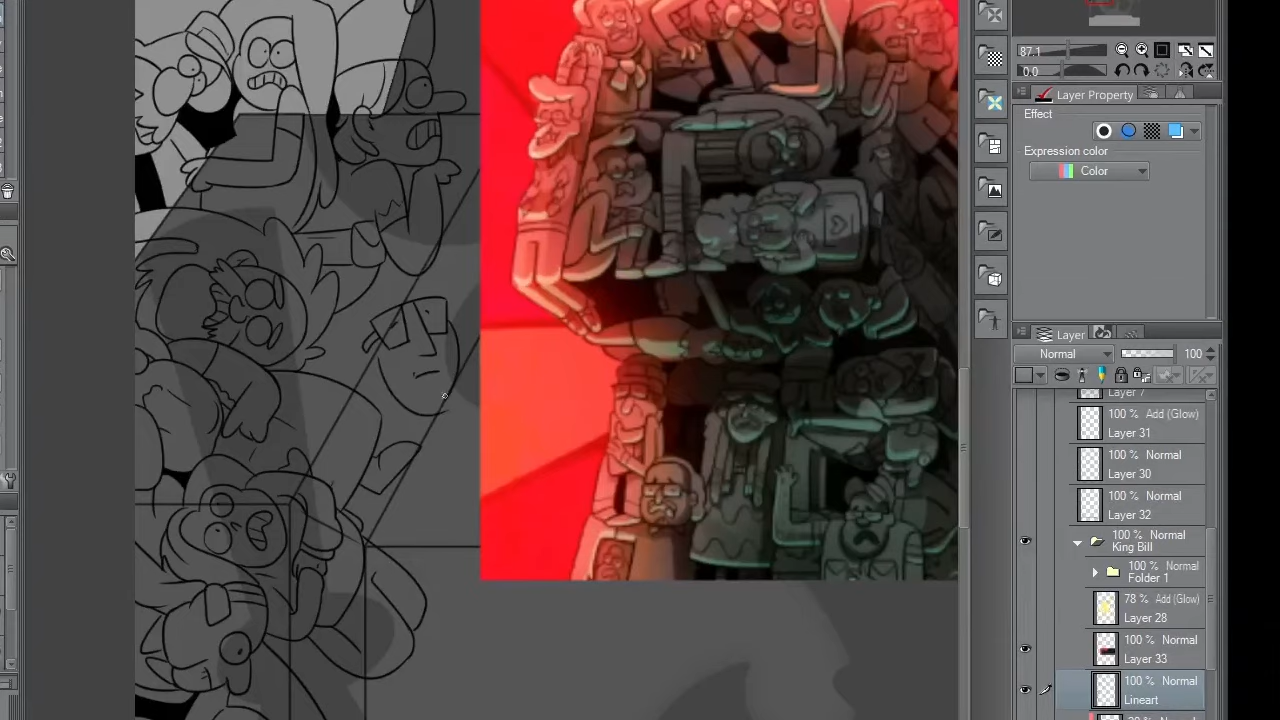 87.1
0.0
Layer Property
Effect
Expression color
Color
Layer
Normal
100
Layer 7
100 % Add (Glow)
Layer 31
100 % Normal
Layer 30
100 % Normal
Layer 32
100 % Normal
King Bill
100 % Normal
Folder 1
78 % Add (Glow)
Layer 28
100 % Normal
Layer 33
100 % Normal
Lineart